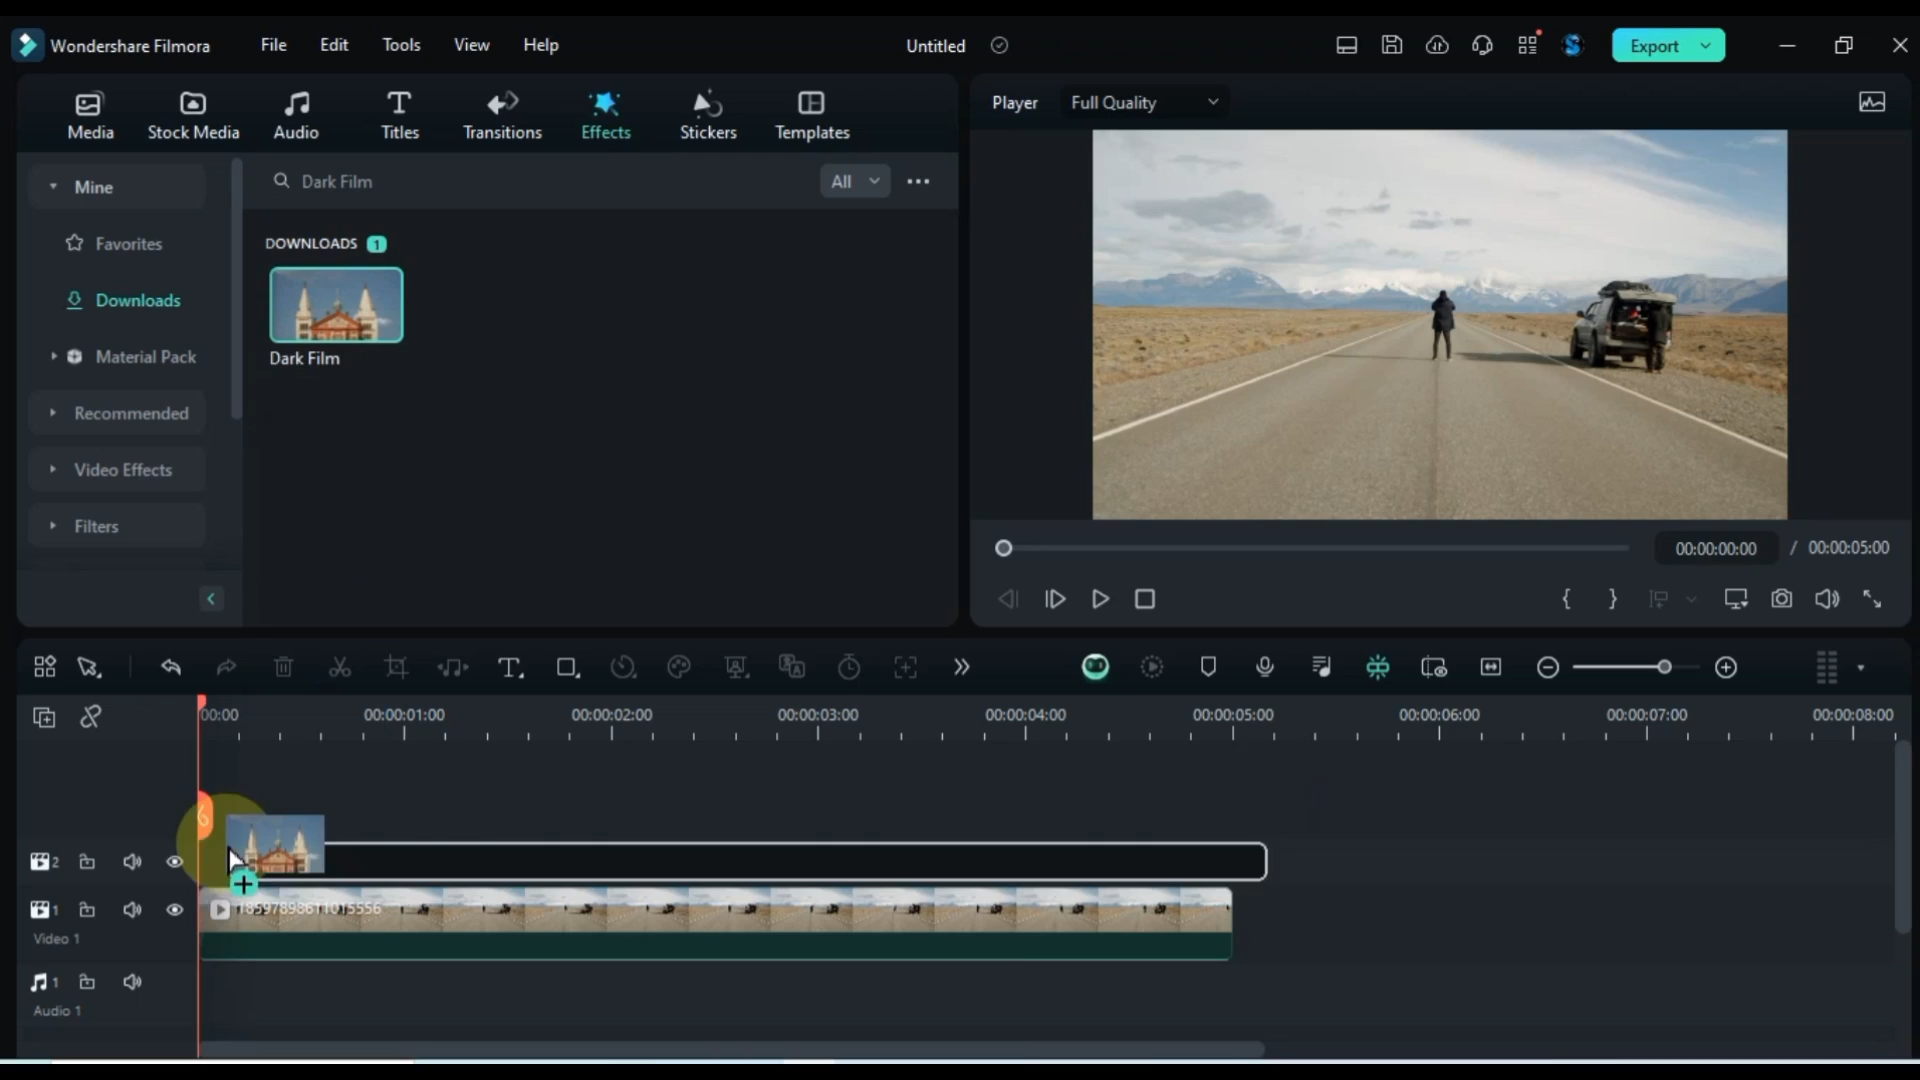 Wondershare Filmora
File
Edit
Tools
View
Help
Untitled
Export
Media
Stock Media
Audio
Titles
Transitions
Effects
Stickers
Templates
Player
Full Quality
Mine
Dark Film
All
Favorites
DOWNLOADS 1
Downloads
Dark Film
Material Pack
Recommended
Video Effects
Filters
00:00:00:00 / 00:00:05:00
00:00
00:00:01:00
00:00:02:00
00:00:03:00
00:00:04:00
00:00:05:00
00:00:06:00
00:00:07:00
00:00:08:00
2
1
18597898611015556
Video 1
1
Audio 1